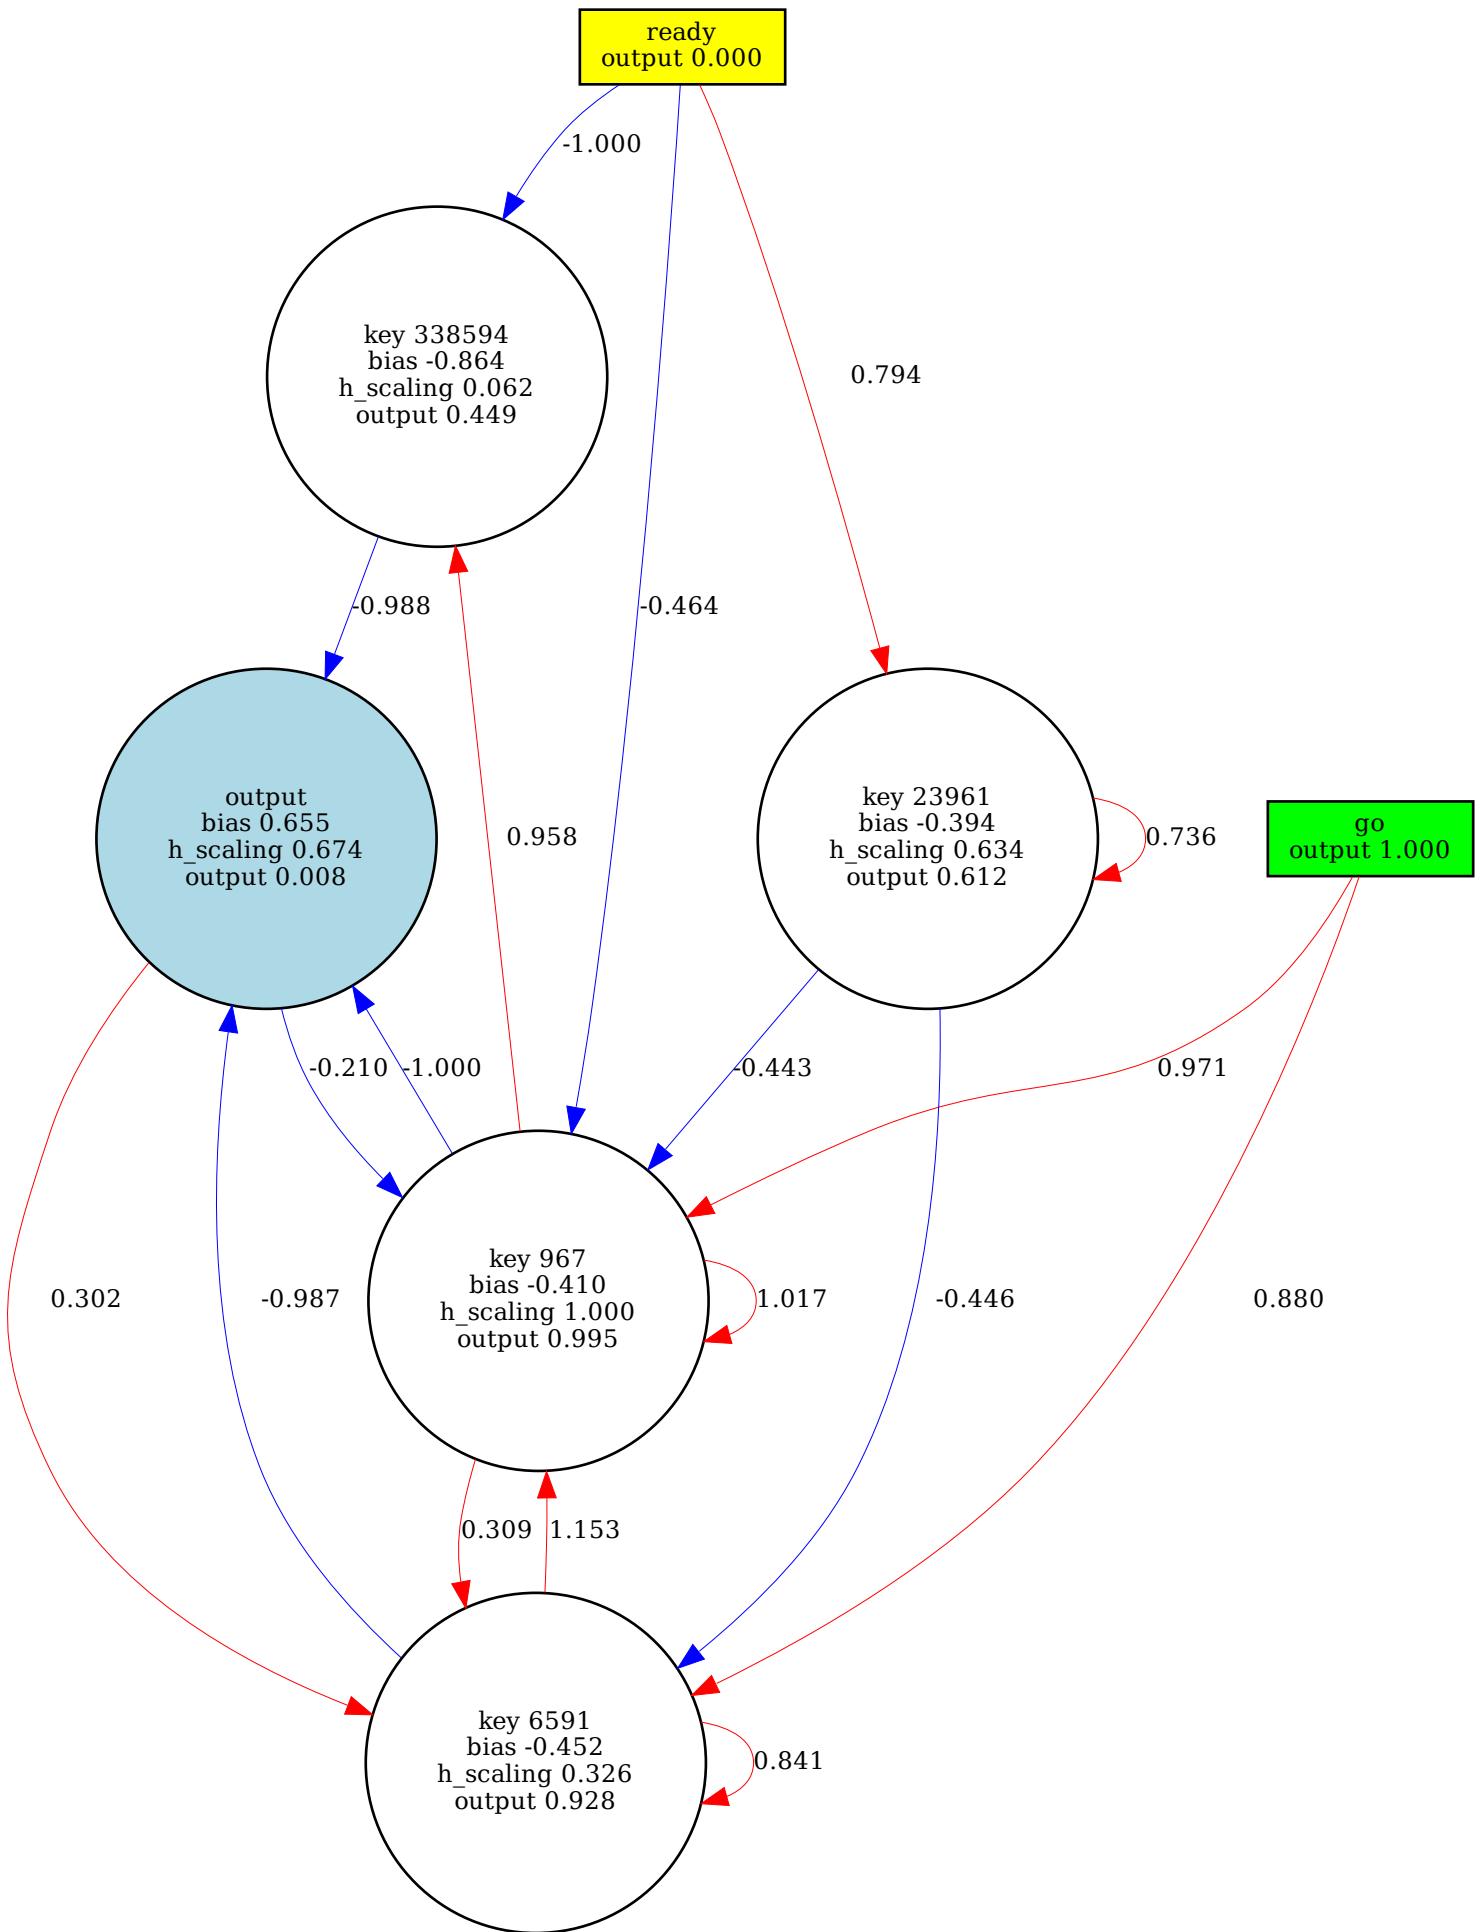 ready
output 0.000
-1.000
key 338594
bias -0.864
h_scaling 0.062
output 0.449
0.794
-0.988
-0.464
output
bias 0.655
h_scaling 0.674
output 0.008
0.958
key 23961
bias -0.394
h_scaling 0.634
output 0.612
0.736
go
output 1.000
-0.210
-1.000
-0.443
0.971
0.302
-0.987
key 967
bias -0.410
h_scaling 1.000
output 0.995
1.017
-0.446
0.880
0.309
1.153
key 6591
bias -0.452
h_scaling 0.326
output 0.928
0.841